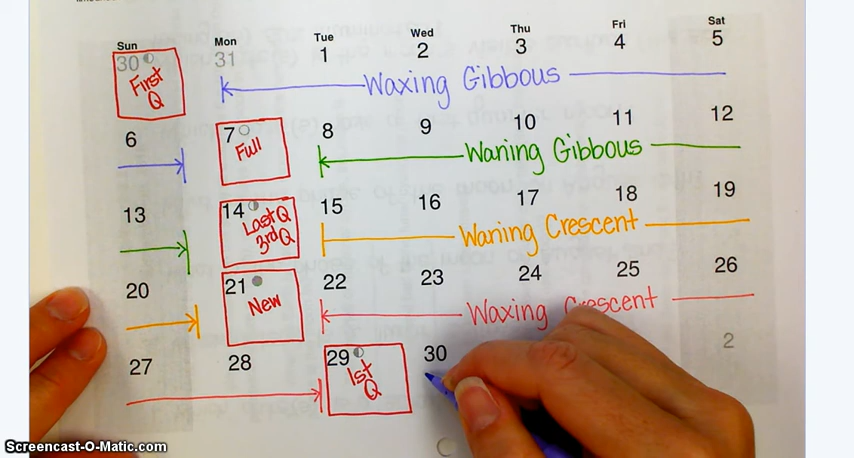 Sun Mon Tue Wed Thu Fri Sat
30 31 1 2 3 4 5
First
Q
Waxing Gibbous
6 7 8 9 10 11 12
Full
Waning Gibbous
13 14 15 16 17 18 19
Last Q
3rd Q
Waning Crescent
20 21 22 23 24 25 26
New
Waxing Crescent
27 28 29 30 2
1st
Q
Screencast-O-Matic.com